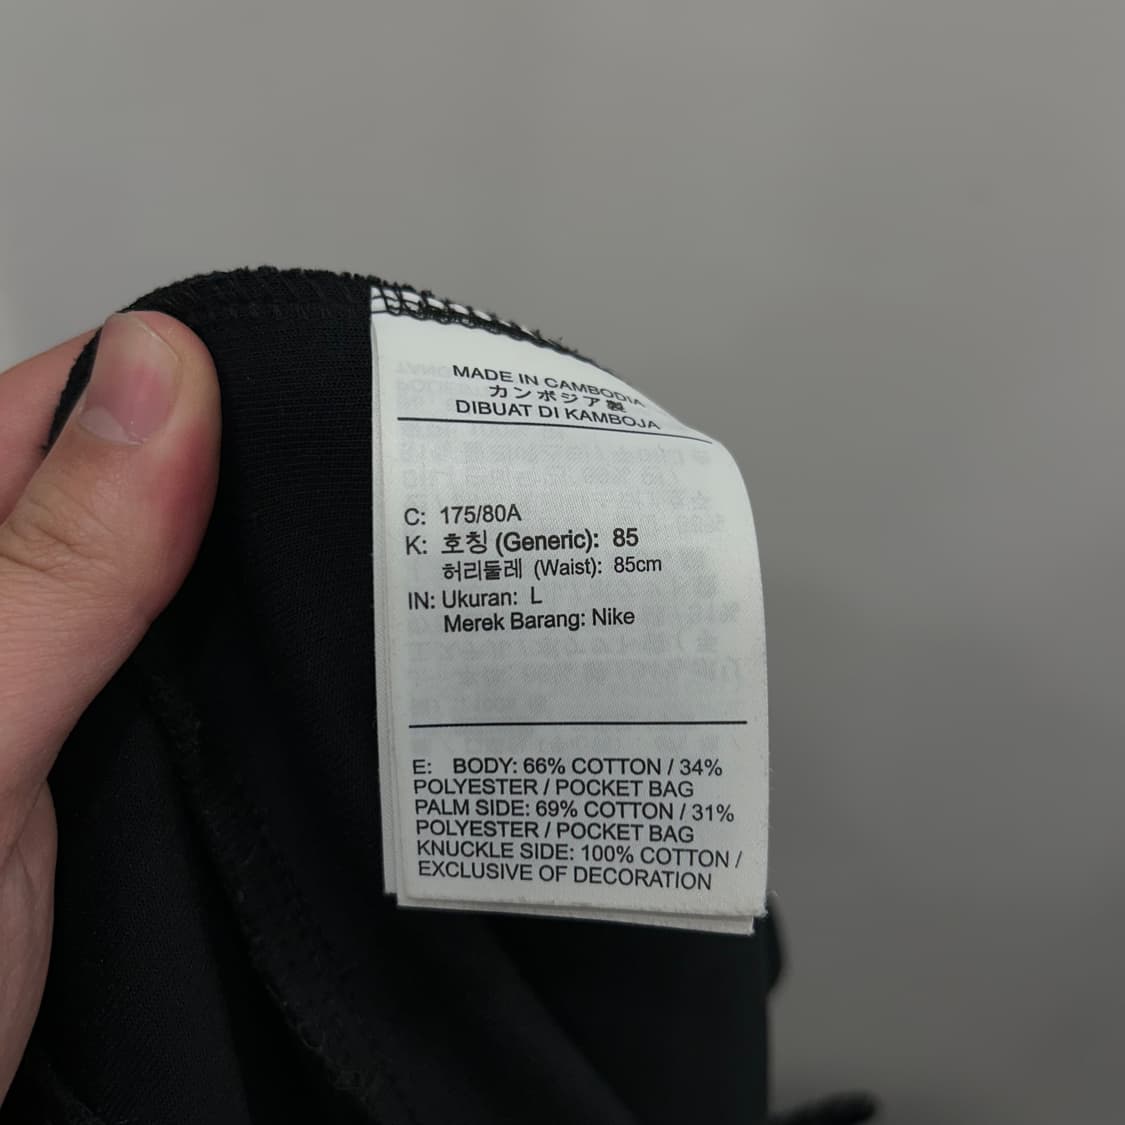 MADE IN CAMBODIA
カンボジア製
DIBUAT DI KAMBOJA
C: 175/80A
K: 호칭 (Generic): 85
허리둘레 (Waist): 85cm
IN: Ukuran: L
Merek Barang: Nike
E: BODY: 66% COTTON / 34%
POLYESTER / POCKET BAG
PALM SIDE: 69% COTTON / 31%
POLYESTER / POCKET BAG
KNUCKLE SIDE: 100% COTTON /
EXCLUSIVE OF DECORATION